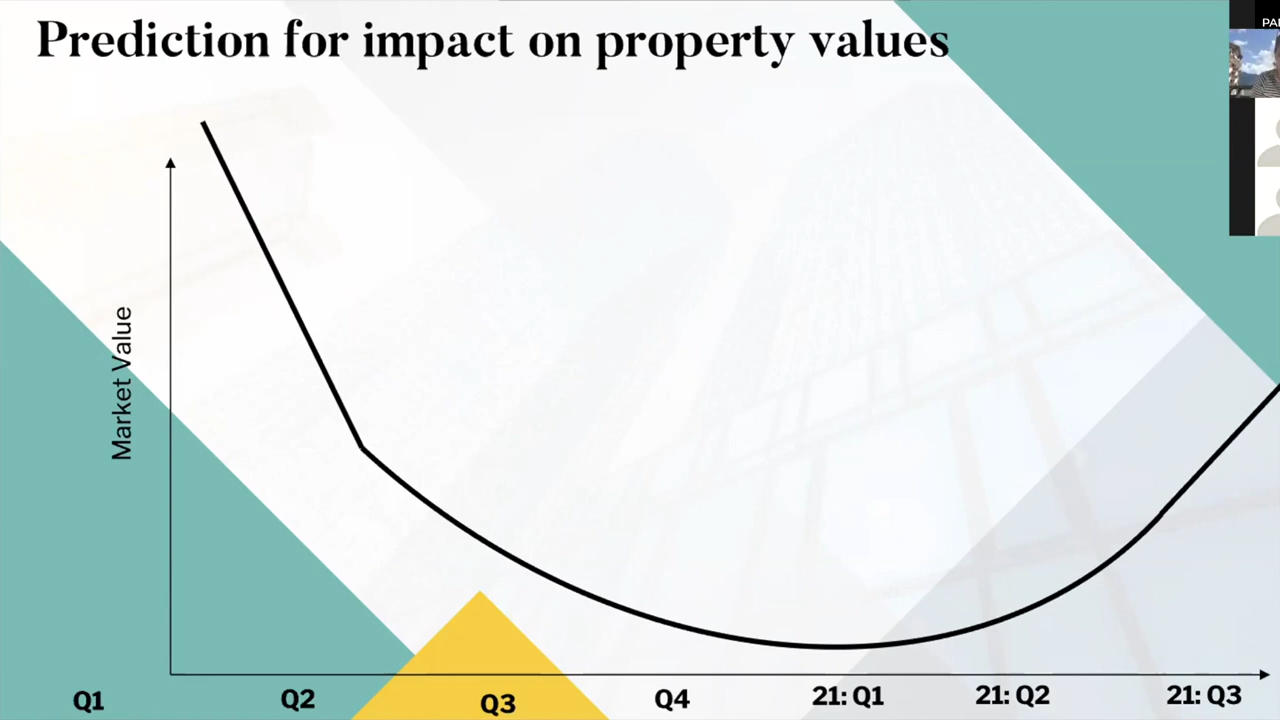 Prediction for impact on property values
Market Value
Q1
Q2
Q3
Q4
21: Q1
21: Q2
21: Q3